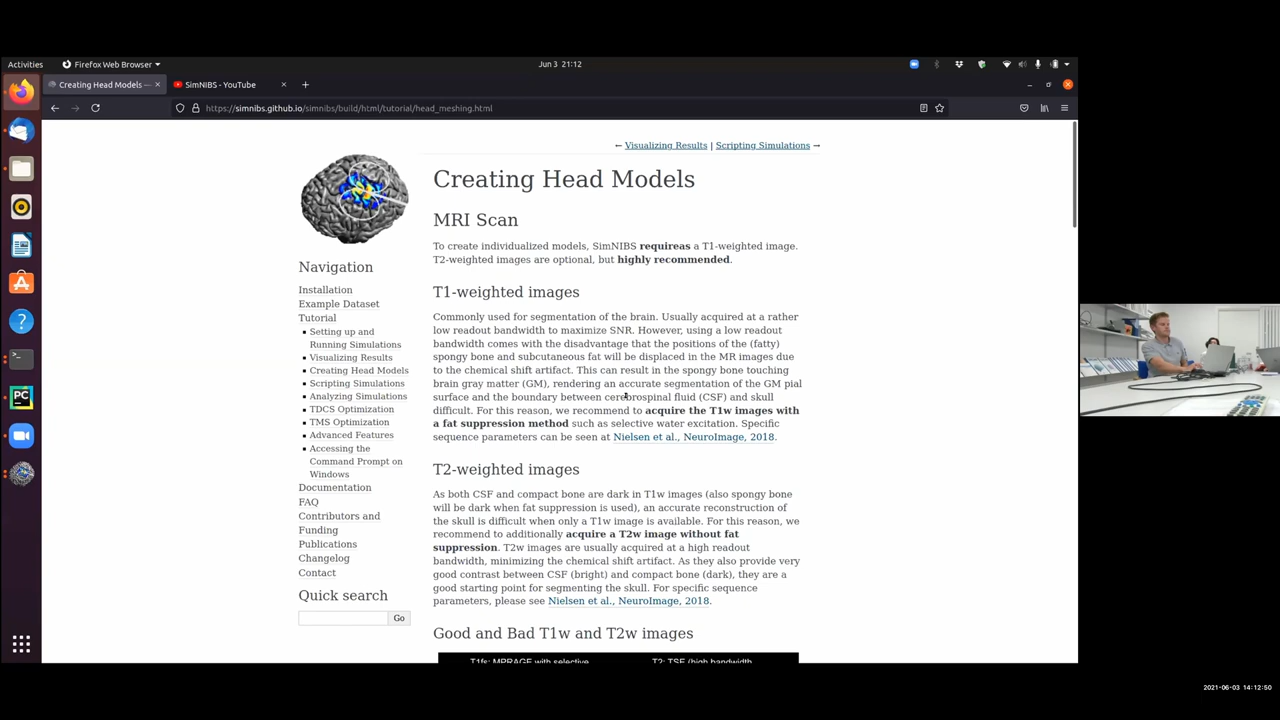 Activities
Firefox Web Browser
Jun 3 21:12
Creating Head Models —
SimNIBS - YouTube
https://simnibs.github.io/simnibs/build/html/tutorial/head_meshing.html
← Visualizing Results | Scripting Simulations →
Navigation
Installation
Example Dataset
Tutorial
Setting up and
Running Simulations
Visualizing Results
Creating Head Models
Scripting Simulations
Analyzing Simulations
TDCS Optimization
TMS Optimization
Advanced Features
Accessing the
Command Prompt on
Windows
Documentation
FAQ
Contributors and
Funding
Publications
Changelog
Contact
Quick search
Go
Creating Head Models
MRI Scan
To create individualized models, SimNIBS requireas a T1-weighted image.
T2-weighted images are optional, but highly recommended.
T1-weighted images
Commonly used for segmentation of the brain. Usually acquired at a rather
low readout bandwidth to maximize SNR. However, using a low readout
bandwidth comes with the disadvantage that the positions of the (fatty)
spongy bone and subcutaneous fat will be displaced in the MR images due
to the chemical shift artifact. This can result in the spongy bone touching
brain gray matter (GM), rendering an accurate segmentation of the GM pial
surface and the boundary between cerebrospinal fluid (CSF) and skull
difficult. For this reason, we recommend to acquire the T1w images with
a fat suppression method such as selective water excitation. Specific
sequence parameters can be seen at Nielsen et al., NeuroImage, 2018.
T2-weighted images
As both CSF and compact bone are dark in T1w images (also spongy bone
will be dark when fat suppression is used), an accurate reconstruction of
the skull is difficult when only a T1w image is available. For this reason, we
recommend to additionally acquire a T2w image without fat
suppression. T2w images are usually acquired at a high readout
bandwidth, minimizing the chemical shift artifact. As they also provide very
good contrast between CSF (bright) and compact bone (dark), they are a
good starting point for segmenting the skull. For specific sequence
parameters, please see Nielsen et al., NeuroImage, 2018.
Good and Bad T1w and T2w images
T1fs: MPRAGE with selective
T2: TSE (high bandwidth
PC
2021-06-03 14:12:50